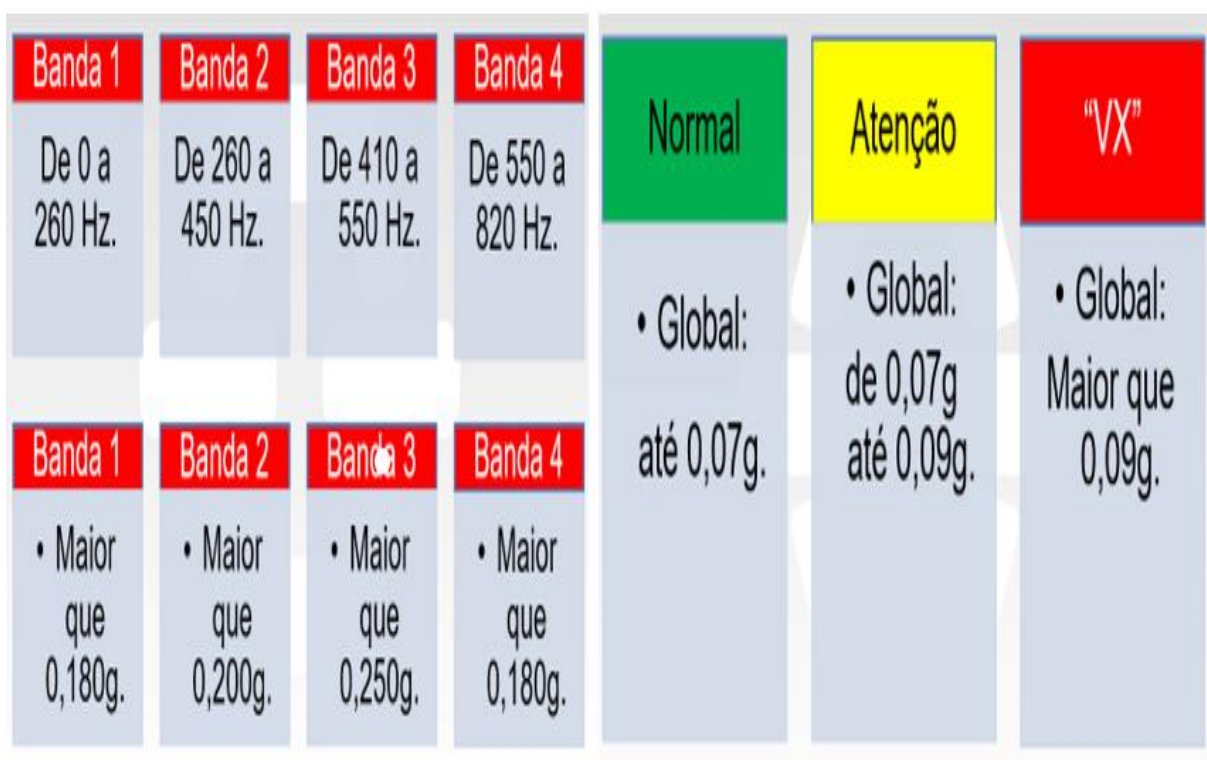 Banda 1
De 0 a
260 Hz.
Banda 2
De 260 a
450 Hz.
Banda 3
De 410 a
550 Hz.
Banda 4
De 550 a
820 Hz.
Banda 1
• Maior
que
0,180g.
Banda 2
• Maior
que
0,200g.
Banda 3
• Maior
que
0,250g.
Banda 4
• Maior
que
0,180g.
Normal
• Global:
até 0,07g.
Atenção
• Global:
de 0,07g
até 0,09g.
“VX”
• Global:
Maior que
0,09g.